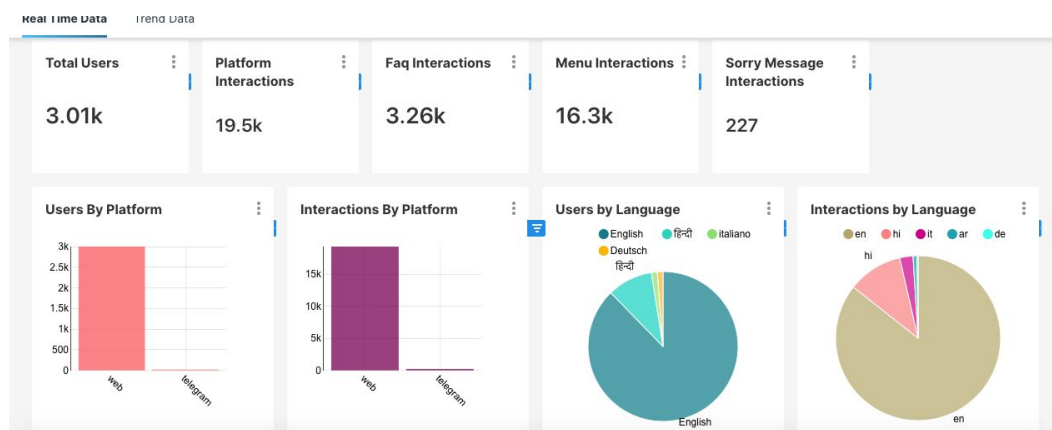 Real Time Data Trend Data
Total Users
3.01k
Platform
Interactions
19.5k
Faq Interactions
3.26k
Menu Interactions
16.3k
Sorry Message
Interactions
227
Users By Platform
3k
2.5k
2k
1.5k
1k
500
0
web
telegram
Interactions By Platform
15k
10k
5k
0
web
telegram
Users by Language
English हिन्दी italiano
Deutsch
हिन्दी
English
Interactions by Language
en hi it ar de
hi
en